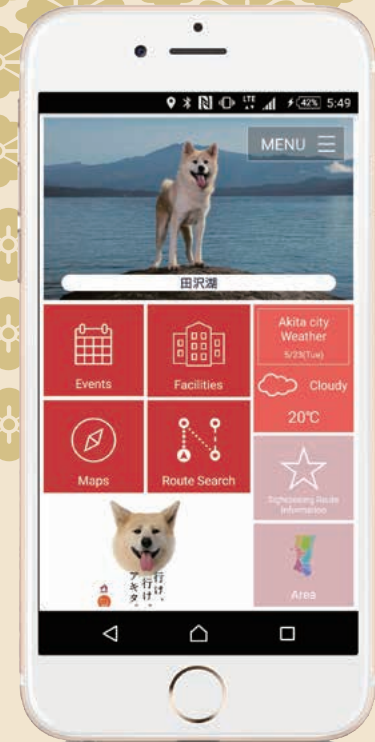 LTE 42% 5:49
MENU
田沢湖
Events
Facilities
Akita city
Weather
5/23(Tue)
Cloudy
20℃
Maps
Route Search
Sightseeing Route
Information
行け、
行け、
アキタ。
Area